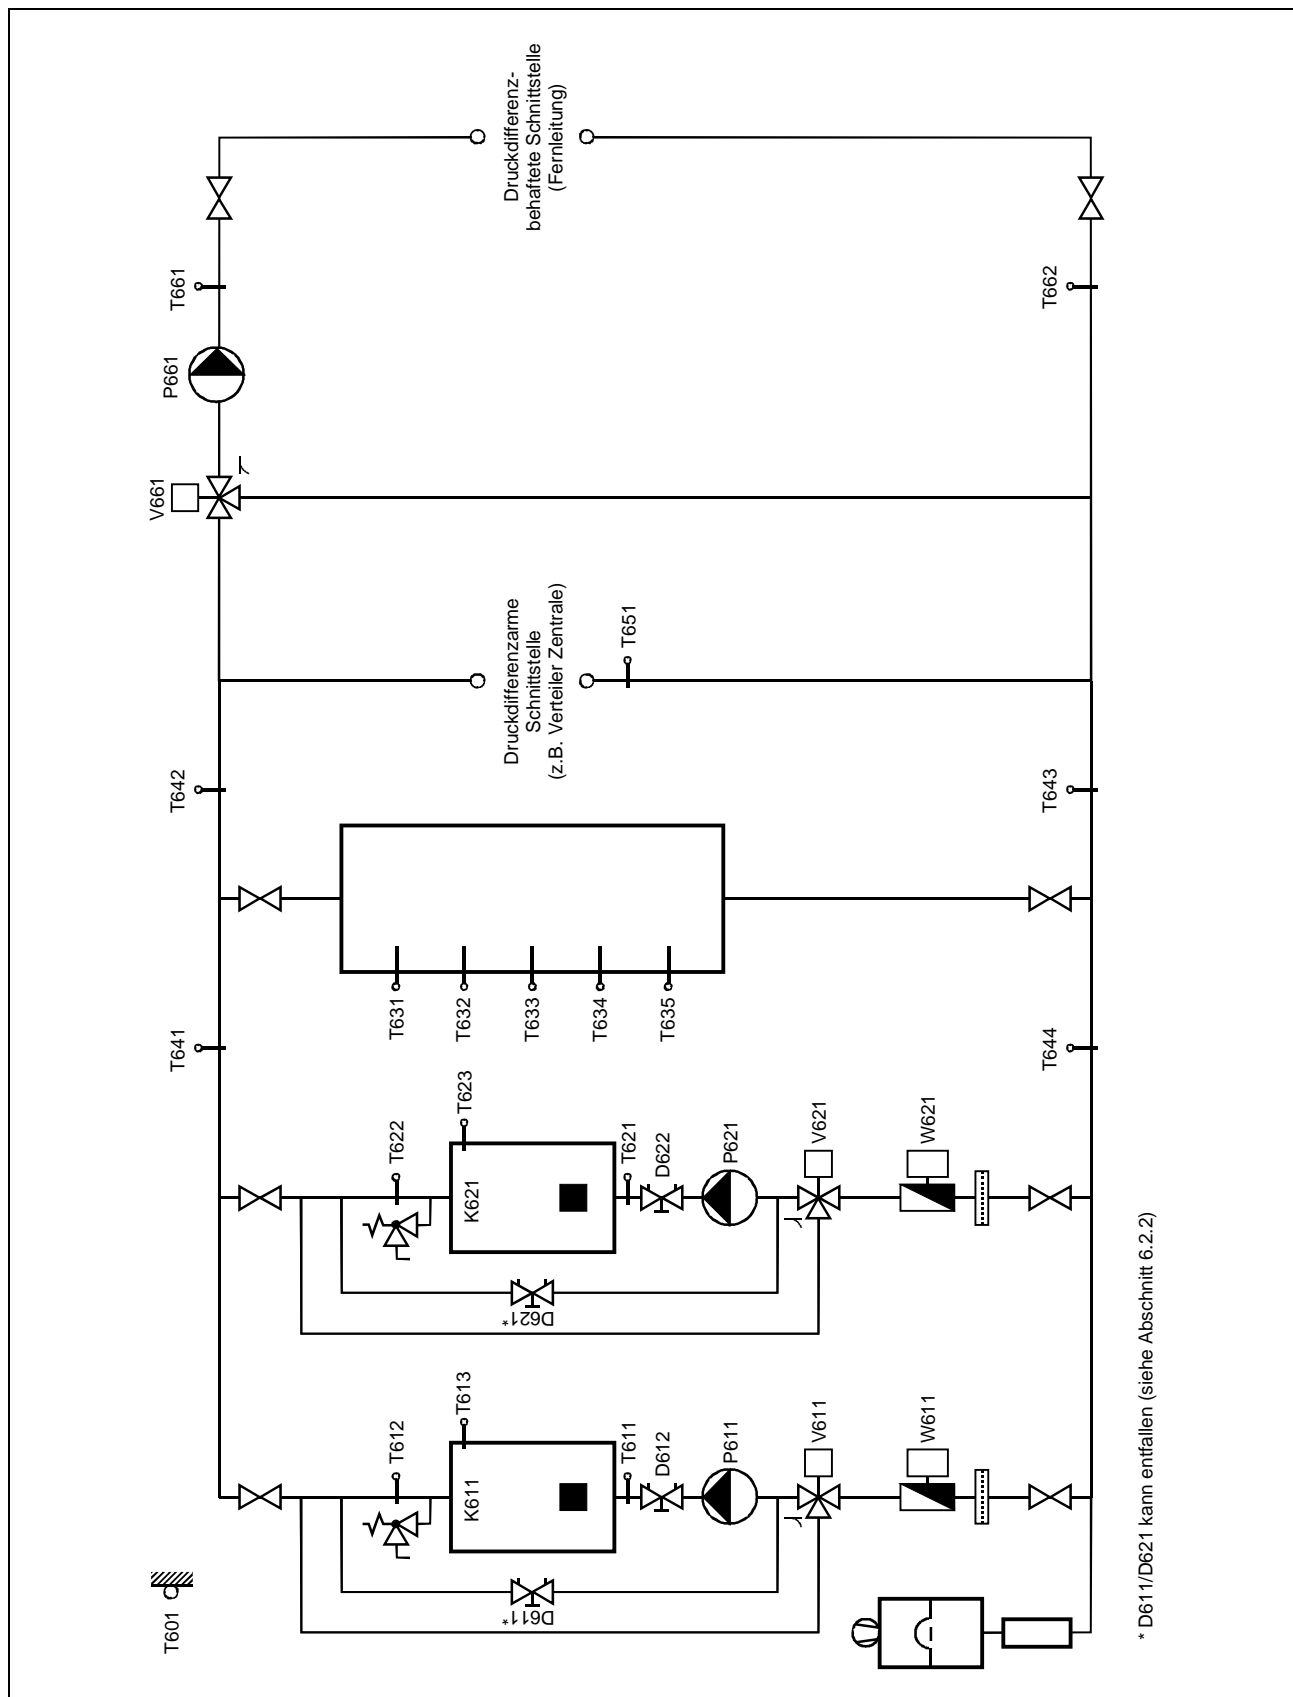 Druckdifferenz-
behaftete Schnittstelle
(Fernleitung)
T661
T662
P661
V661
Druckdifferenzarme
Schnittstelle
(z.B. Verteiler Zentrale)
T651
T642
T643
T631
T632
T633
T634
T635
T641
T644
T623
T622
K621
T621
D622
P621
V621
W621
D621*
T613
T612
K611
T611
D612
P611
V611
W611
D611*
T601
* D611/D621 kann entfallen (siehe Abschnitt 6.2.2)